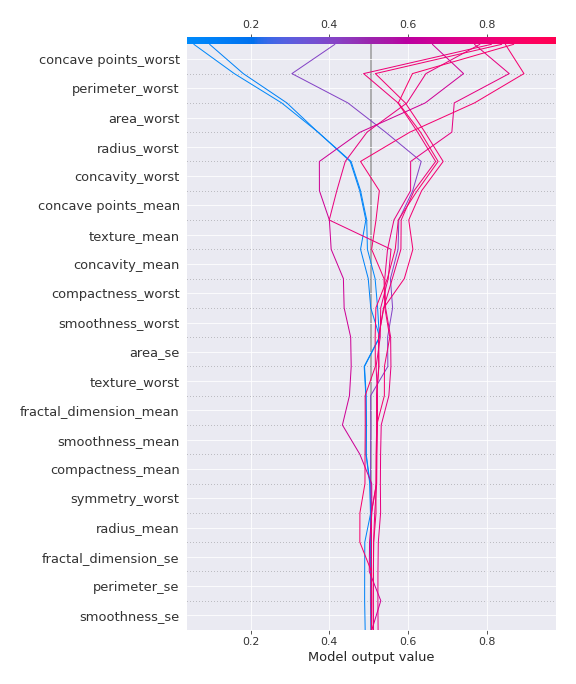 0.2 0.4 0.6 0.8
concave points_worst
perimeter_worst
area_worst
radius_worst
concavity_worst
concave points_mean
texture_mean
concavity_mean
compactness_worst
smoothness_worst
area_se
texture_worst
fractal_dimension_mean
smoothness_mean
compactness_mean
symmetry_worst
radius_mean
fractal_dimension_se
perimeter_se
smoothness_se
0.2 0.4 0.6 0.8
Model output value